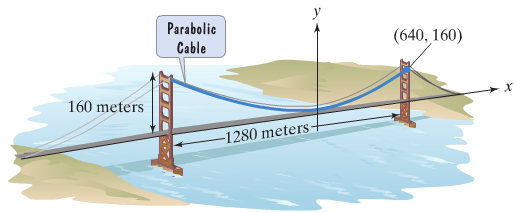 y
Parabolic
Cable
(640, 160)
x
160 meters
1280 meters